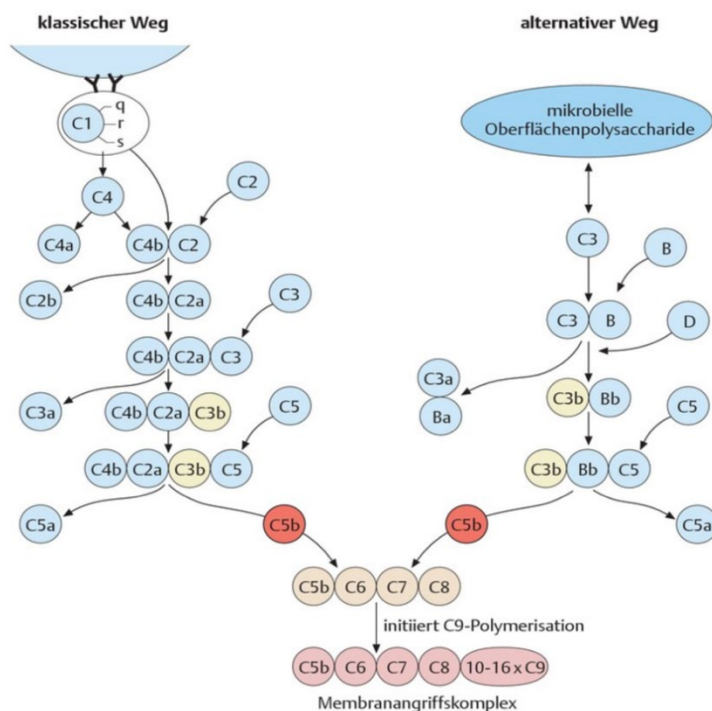 klassischer Weg
alternativer Weg
C1
q
r
s
mikrobielle
Oberflächenpolysaccharide
C4
C2
C4a
C4b C2
C3
B
C2b
C4b C2a
C3
C3 B
D
C4b C2a C3
C3a
C3a
Ba
C4b C2a C3b
C5
C3b Bb
C5
C4b C2a C3b C5
C3b Bb C5
C5a
C5b
C5b
C5a
C5b C6 C7 C8
initiiert C9-Polymerisation
C5b C6 C7 C8 10-16 x C9
Membranangriffskomplex